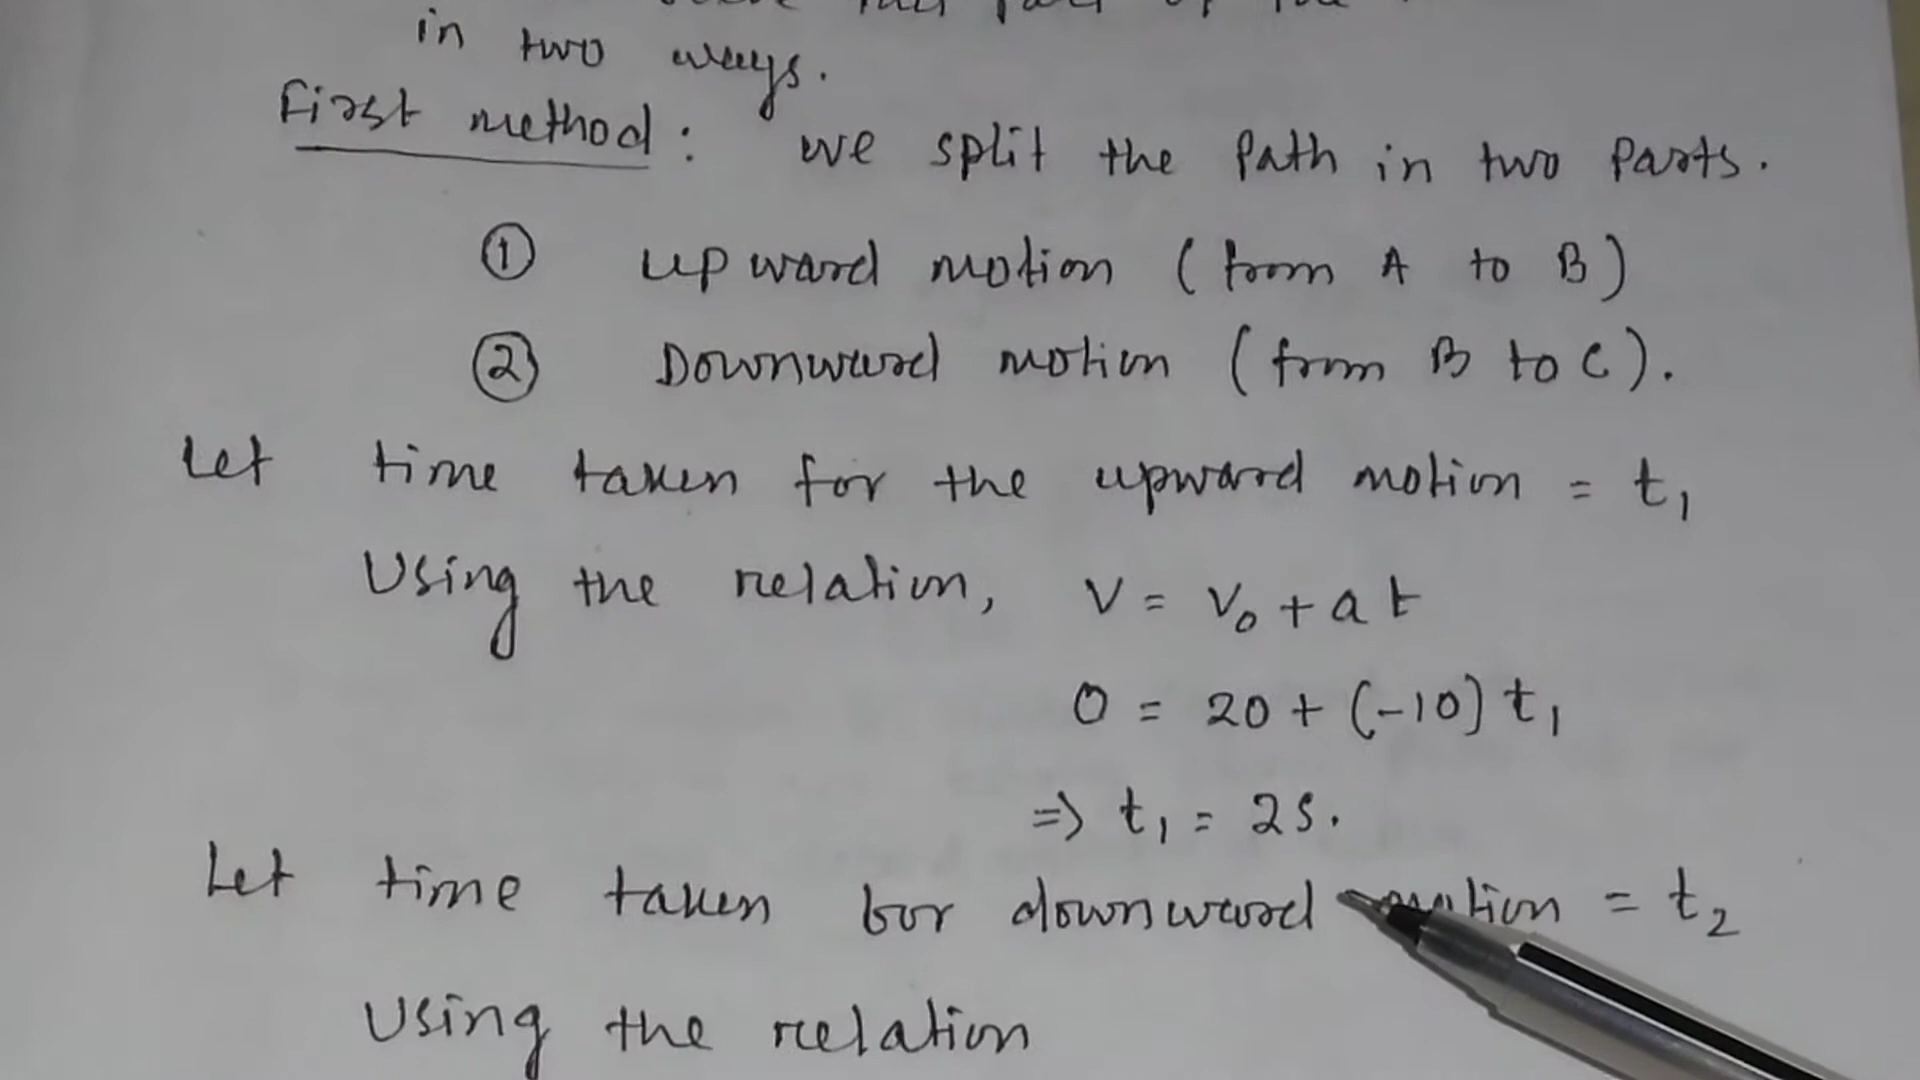 in two ways.
First method: we split the path in two parts.
① upward motion (from A to B)
② Downward motion (from B to C).
Let time taken for the upward motion = t₁
Using the relation, v = v₀ + at
0 = 20 + (-10) t₁
=> t₁ = 2s.
Let time taken for downward motion = t₂
Using the relation